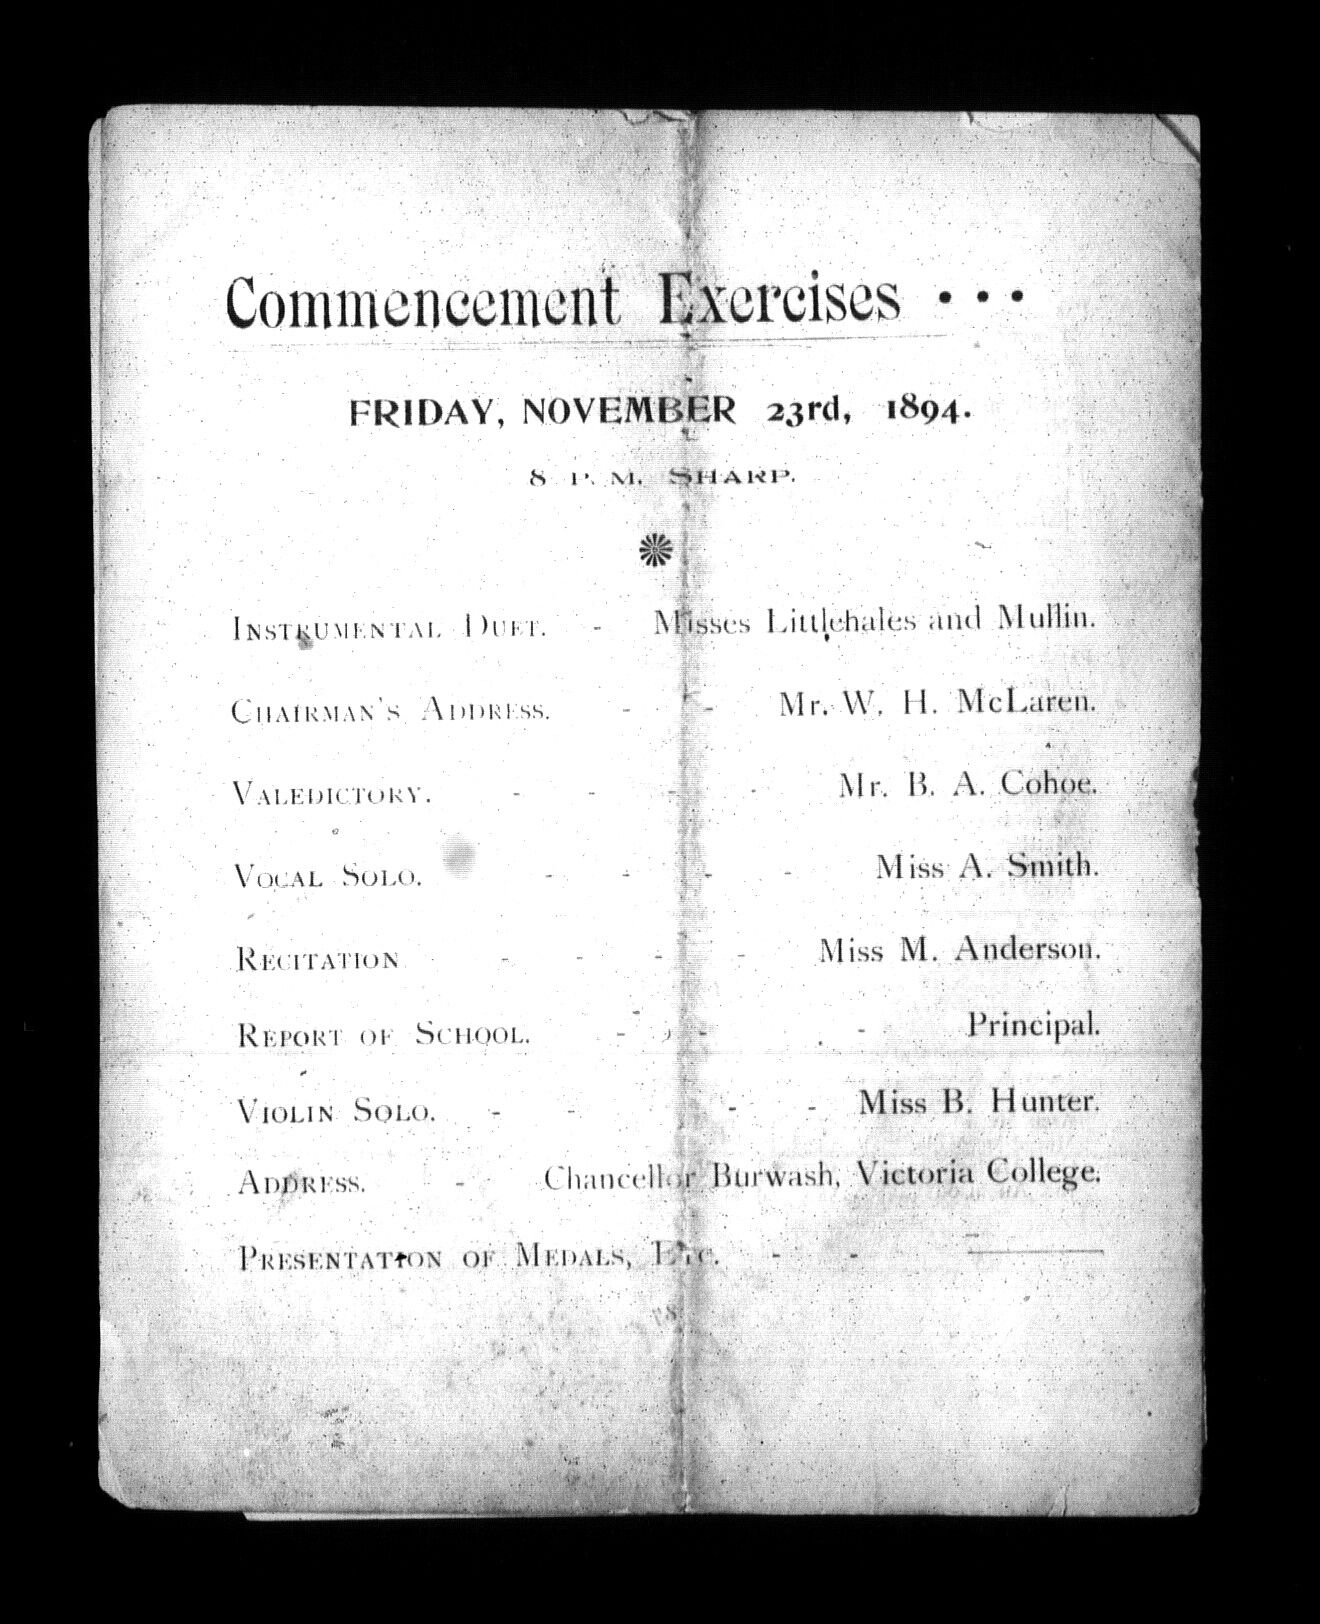 Commencement Exercises • • •
FRIDAY, NOVEMBER 23rd, 1894.
8 P. M. SHARP.
INSTRUMENTAL DUET. - Misses Littlehales and Mullin.
CHAIRMAN'S ADDRESS. - - Mr. W. H. McLaren.
VALEDICTORY. - - - - Mr. B. A. Cohoe.
VOCAL SOLO. - - - - Miss A. Smith.
RECITATION - - - - Miss M. Anderson.
REPORT OF SCHOOL. - - - Principal.
VIOLIN SOLO. - - - - Miss B. Hunter.
ADDRESS. - Chancellor Burwash, Victoria College.
PRESENTATION OF MEDALS, ETC. - -